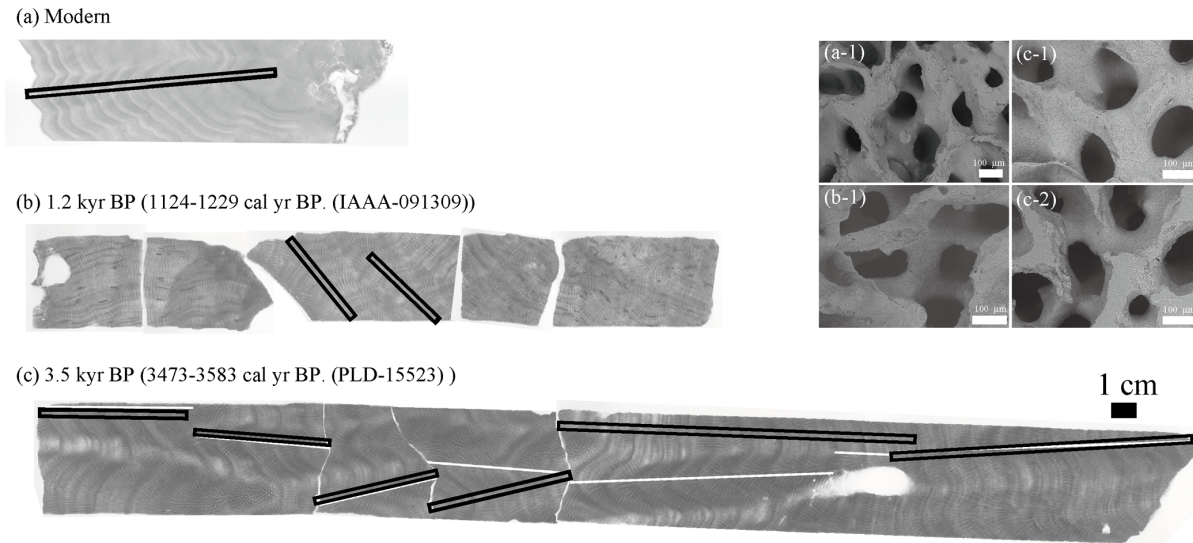 (a) Modern
(a-1)
(c-1)
100 μm
100 μm
(b) 1.2 kyr BP (1124-1229 cal yr BP. (IAAA-091309))
(b-1)
(c-2)
100 μm
100 μm
(c) 3.5 kyr BP (3473-3583 cal yr BP. (PLD-15523) )
1 cm